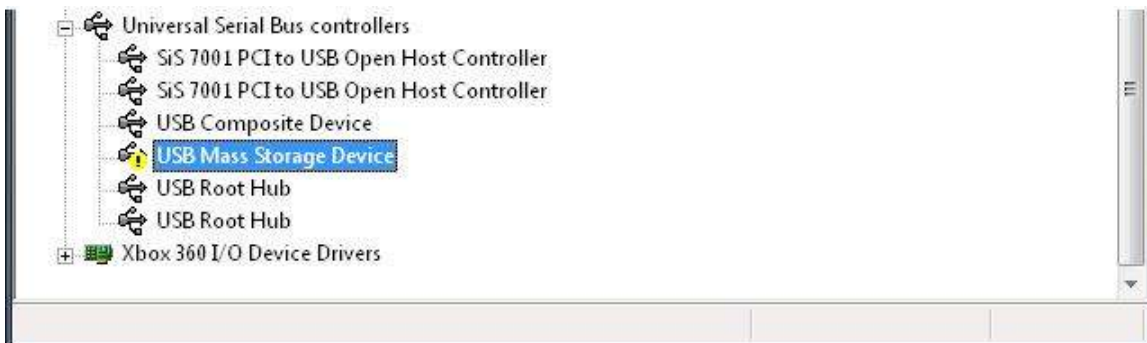 Universal Serial Bus controllers
SiS 7001 PCI to USB Open Host Controller
SiS 7001 PCI to USB Open Host Controller
USB Composite Device
USB Mass Storage Device
USB Root Hub
USB Root Hub
Xbox 360 I/O Device Drivers